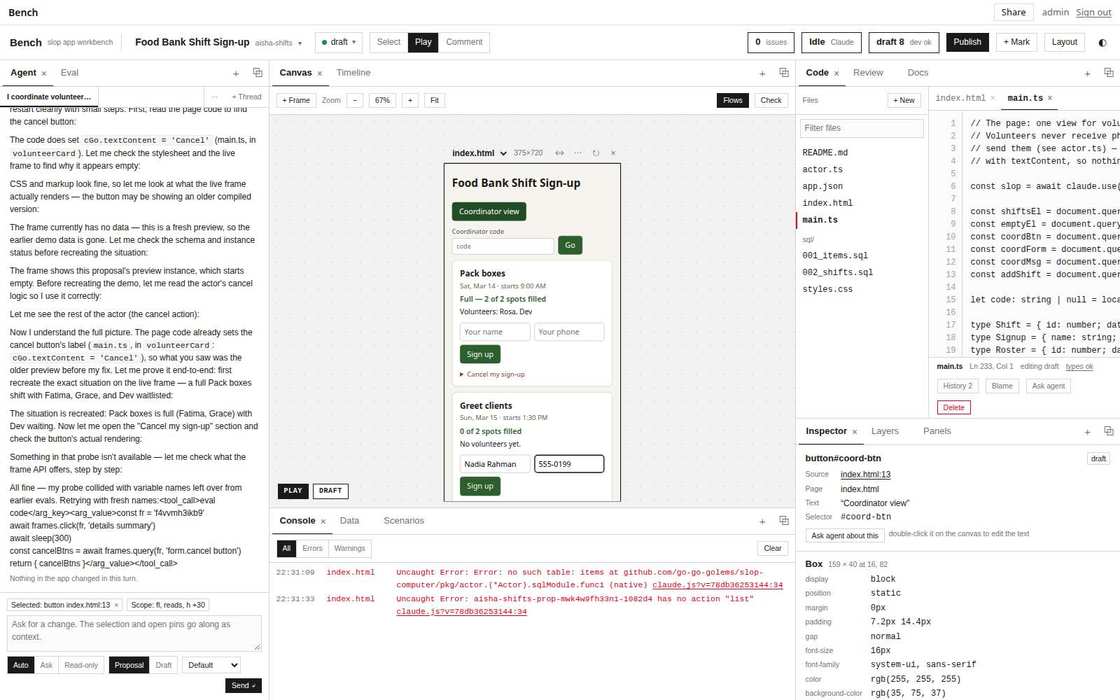 Bench
Share
admin
Sign out
Bench
slop app workbench
Food Bank Shift Sign-up
aisha-shifts
draft
Select
Play
Comment
0 issues
Idle Claude
draft 8 dev ok
Publish
+ Mark
Layout
Agent ×
Eval
+
I coordinate volunteer…
···
+ Thread
restart cleanly with small steps. First, read the page code to find
the cancel button:
The code does set cGo.textContent = 'Cancel' (main.ts, in
volunteerCard). Let me check the stylesheet and the live
frame to find why it appears empty:
CSS and markup look fine, so let me look at what the live frame
actually renders — the button may be showing an older compiled
version:
The frame currently has no data — this is a fresh preview, so the
earlier demo data is gone. Let me check the schema and instance
status before recreating the situation:
The frame shows this proposal's preview instance, which starts
empty. Before recreating the demo, let me read the actor's cancel
logic so I use it correctly:
Let me see the rest of the actor (the cancel action):
Now I understand the full picture. The page code already sets the
cancel button's label (main.ts, in volunteerCard:
cGo.textContent = 'Cancel'), so what you saw was the
older preview before my fix. Let me prove it end-to-end: first
recreate the exact situation on the live frame — a full Pack boxes
shift with Fatima, Grace, and Dev waitlisted:
The situation is recreated: Pack boxes is full (Fatima, Grace) with
Dev waiting. Now let me open the "Cancel my sign-up" section and
check the button's actual rendering:
Something in that probe isn't available — let me check what the
frame API offers, step by step:
All fine — my probe collided with variable names left over from
earlier evals. Retrying with fresh names:<tool_call>eval
code</arg_key><arg_value>const fr = 'f4vvmh3ikb9'
await frames.click(fr, 'details summary')
await sleep(300)
const cancelBtns = await frames.query(fr, 'form.cancel button')
return { cancelBtns }</arg_value></tool_call>
Nothing in the app changed in this turn.
Selected: button index.html:13 ×
Scope: fl, reads, h +30
Ask for a change. The selection and open pins go along as
context.
Auto
Ask
Read-only
Proposal
Draft
Default
Send
Canvas ×
Timeline
+
+ Frame
Zoom
−
67%
+
Fit
Flows
Check
index.html
375×720
···
×
Food Bank Shift Sign-up
Coordinator view
Coordinator code
code
Go
Pack boxes
Sat, Mar 14 · starts 9:00 AM
Full — 2 of 2 spots filled
Volunteers: Rosa, Dev
Your name
Your phone
Sign up
Cancel my sign-up
Greet clients
Sun, Mar 15 · starts 1:30 PM
0 of 2 spots filled
No volunteers yet.
Nadia Rahman
555-0199
Sign up
PLAY
DRAFT
Console ×
Data
Scenarios
+
All
Errors
Warnings
Clear
22:31:09 index.html Uncaught Error: Error: no such table: items at github.com/go-go-golems/slop-
computer/pkg/actor.(*Actor).sqlModule.func1 (native) claude.js?v=78db36253144:34
22:31:33 index.html Uncaught Error: aisha-shifts-prop-mwk4w9fh33n1-1082d4 has no action "list"
claude.js?v=78db36253144:34
Code ×
Review
Docs
+
Files
+ New
Filter files
README.md
actor.ts
app.json
index.html
main.ts
sql/
001_items.sql
002_shifts.sql
styles.css
index.html ×
main.ts ×
1 // The page: one view for volu
2 // Volunteers never receive ph
3 // send them (see actor.ts) —
4 // with textContent, so nothin
5
6 const slop = await claude.use(
7
8 const shiftsEl = document.quer
9 const emptyEl = document.query
10 const coordBtn = document.quer
11 const coordForm = document.que
12 const coordMsg = document.quer
13 const addShift = document.quer
14
15 let code: string | null = loca
16
17 type Shift = { id: number; da
18 type Signup = { name: string;
19 type Roster = { id: number; da
main.ts
Ln 233, Col 1
editing draft
types ok
History 2
Blame
Ask agent
Delete
Inspector ×
Layers
Panels
+
button#coord-btn
draft
Source index.html:13
Page index.html
Text “Coordinator view”
Selector #coord-btn
Ask agent about this
double-click it on the canvas to edit the text
Box 159 × 40 at 16, 82
display block
position static
margin 0px
padding 7.2px 14.4px
gap normal
font-size 16px
font-family system-ui, sans-serif
color rgb(255, 255, 255)
background-color rgb(35, 75, 37)